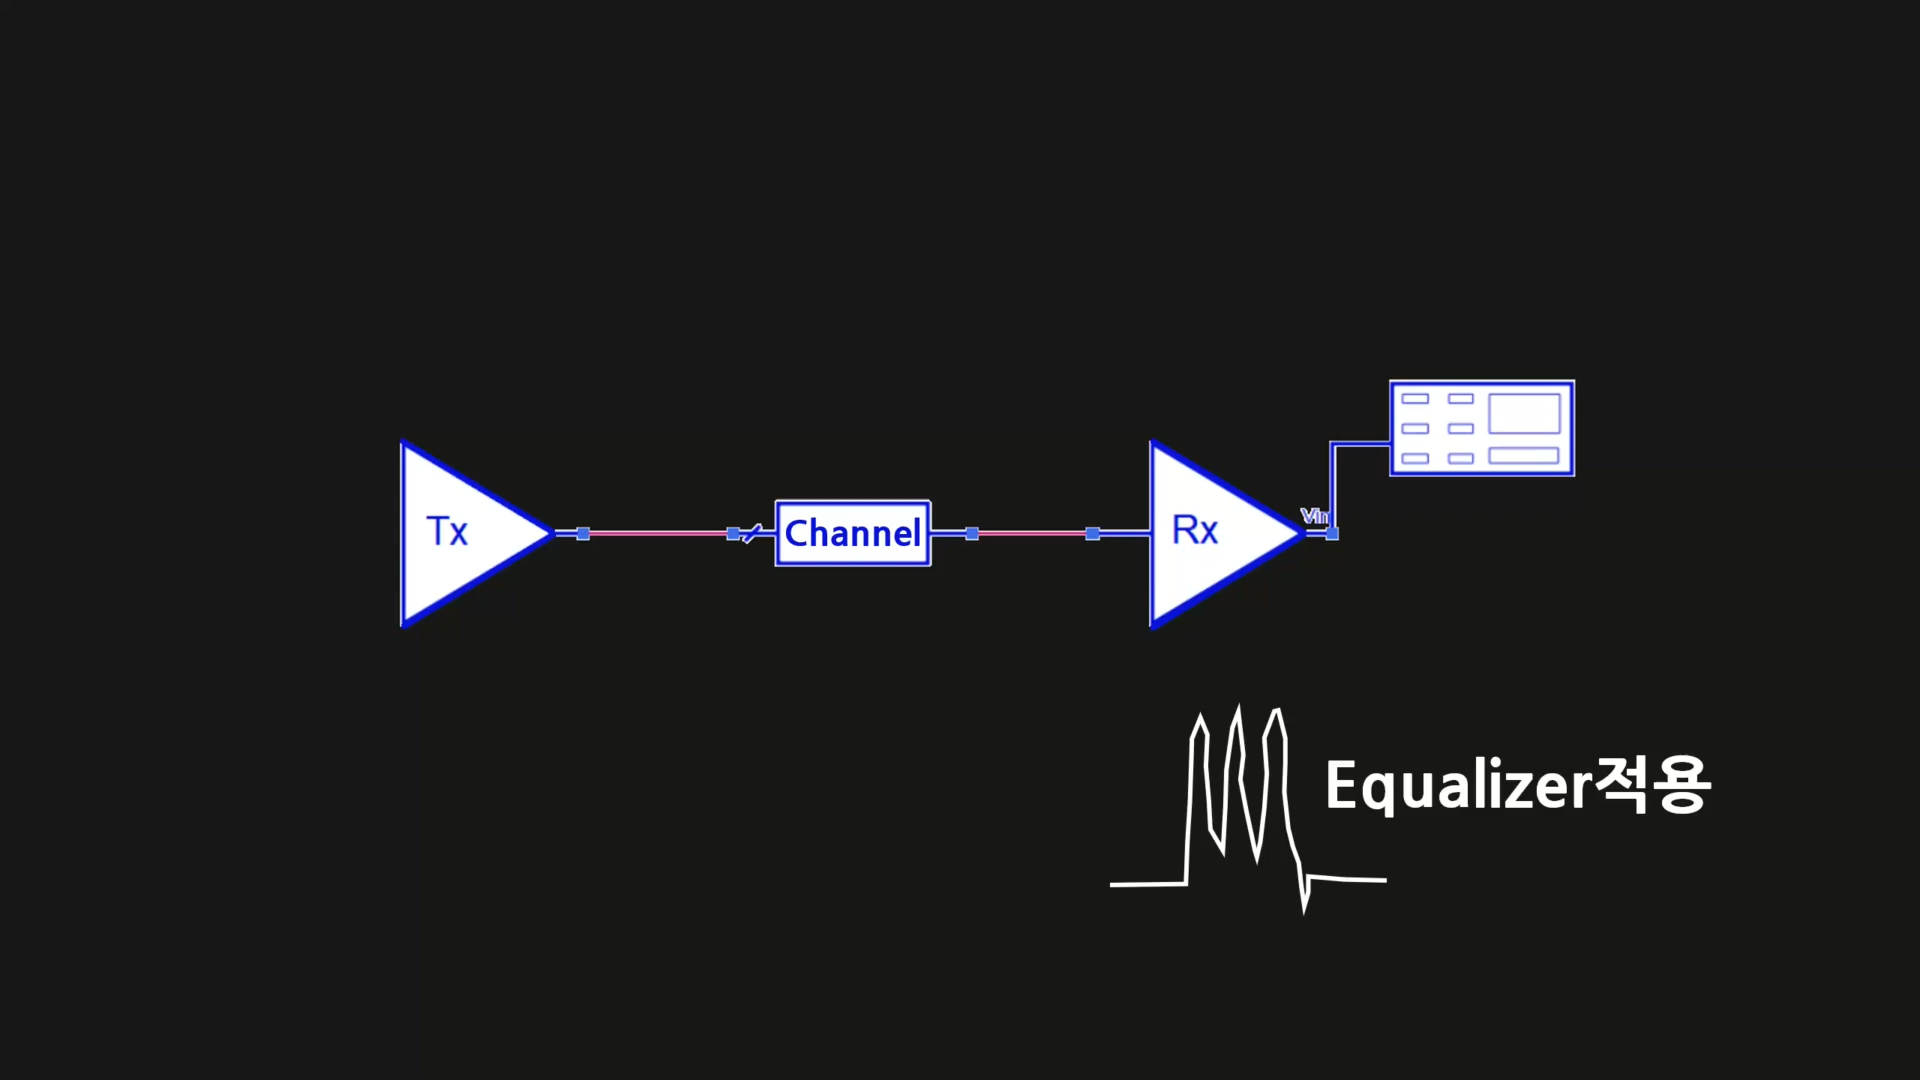 Tx
Channel
Rx
Vin
Equalizer적용